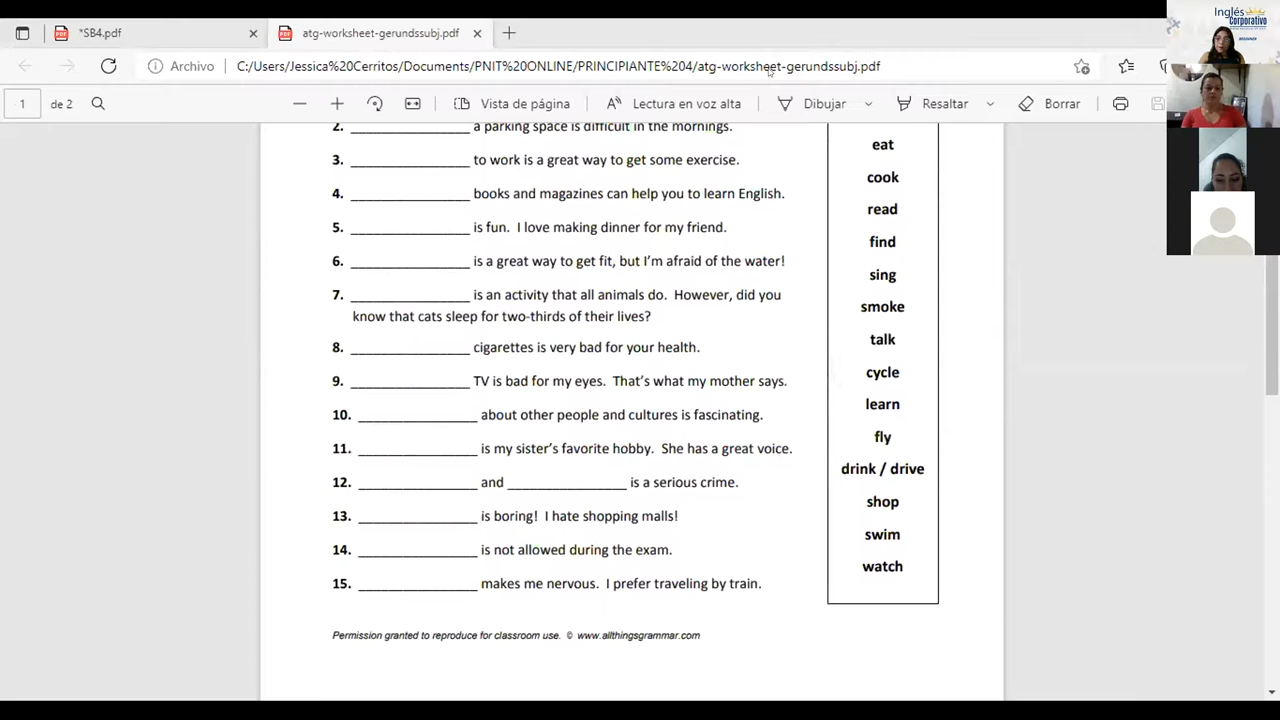 *SB4.pdf
atg-worksheet-gerundssubj.pdf
Archivo
C:/Users/Jessica%20Cerritos/Documents/PNIT%20ONLINE/PRINCIPIANTE%204/atg-worksheet-gerundssubj.pdf
1 de 2
Vista de página
Lectura en voz alta
Dibujar
Resaltar
Borrar
2. ________________ a parking space is difficult in the mornings.
3. ________________ to work is a great way to get some exercise.
4. ________________ books and magazines can help you to learn English.
5. ________________ is fun. I love making dinner for my friend.
6. ________________ is a great way to get fit, but I'm afraid of the water!
7. ________________ is an activity that all animals do. However, did you
know that cats sleep for two-thirds of their lives?
8. ________________ cigarettes is very bad for your health.
9. ________________ TV is bad for my eyes. That's what my mother says.
10. ________________ about other people and cultures is fascinating.
11. ________________ is my sister's favorite hobby. She has a great voice.
12. ________________ and ________________ is a serious crime.
13. ________________ is boring! I hate shopping malls!
14. ________________ is not allowed during the exam.
15. ________________ makes me nervous. I prefer traveling by train.
eat
cook
read
find
sing
smoke
talk
cycle
learn
fly
drink / drive
shop
swim
watch
Permission granted to reproduce for classroom use. © www.allthingsgrammar.com
Inglés
Corporativo
BEGINNER